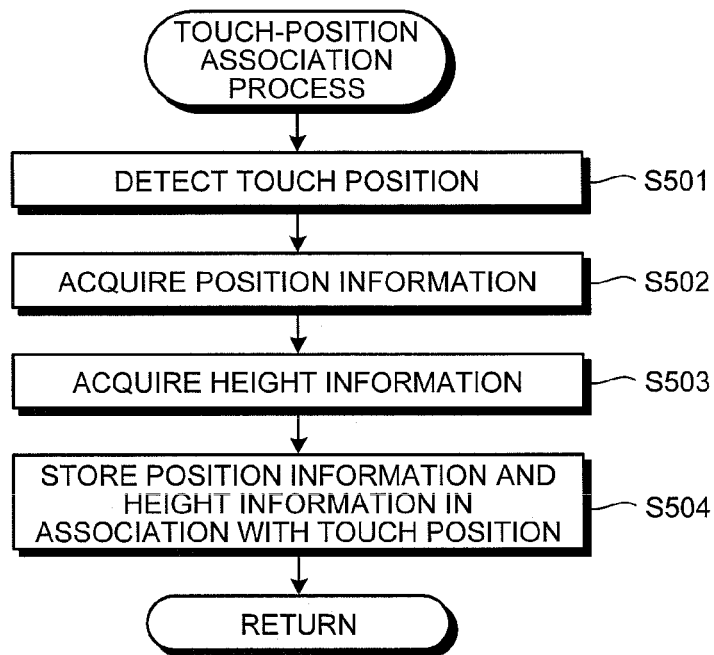 TOUCH-POSITION
ASSOCIATION
PROCESS
DETECT TOUCH POSITION
S501
ACQUIRE POSITION INFORMATION
S502
ACQUIRE HEIGHT INFORMATION
S503
STORE POSITION INFORMATION AND
HEIGHT INFORMATION IN
ASSOCIATION WITH TOUCH POSITION
S504
RETURN